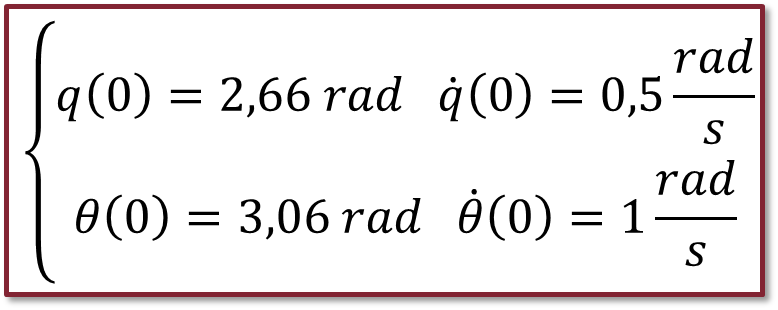 q(0) = 2,66 rad q̇(0) = 0,5 rad/s
θ(0) = 3,06 rad θ̇(0) = 1 rad/s